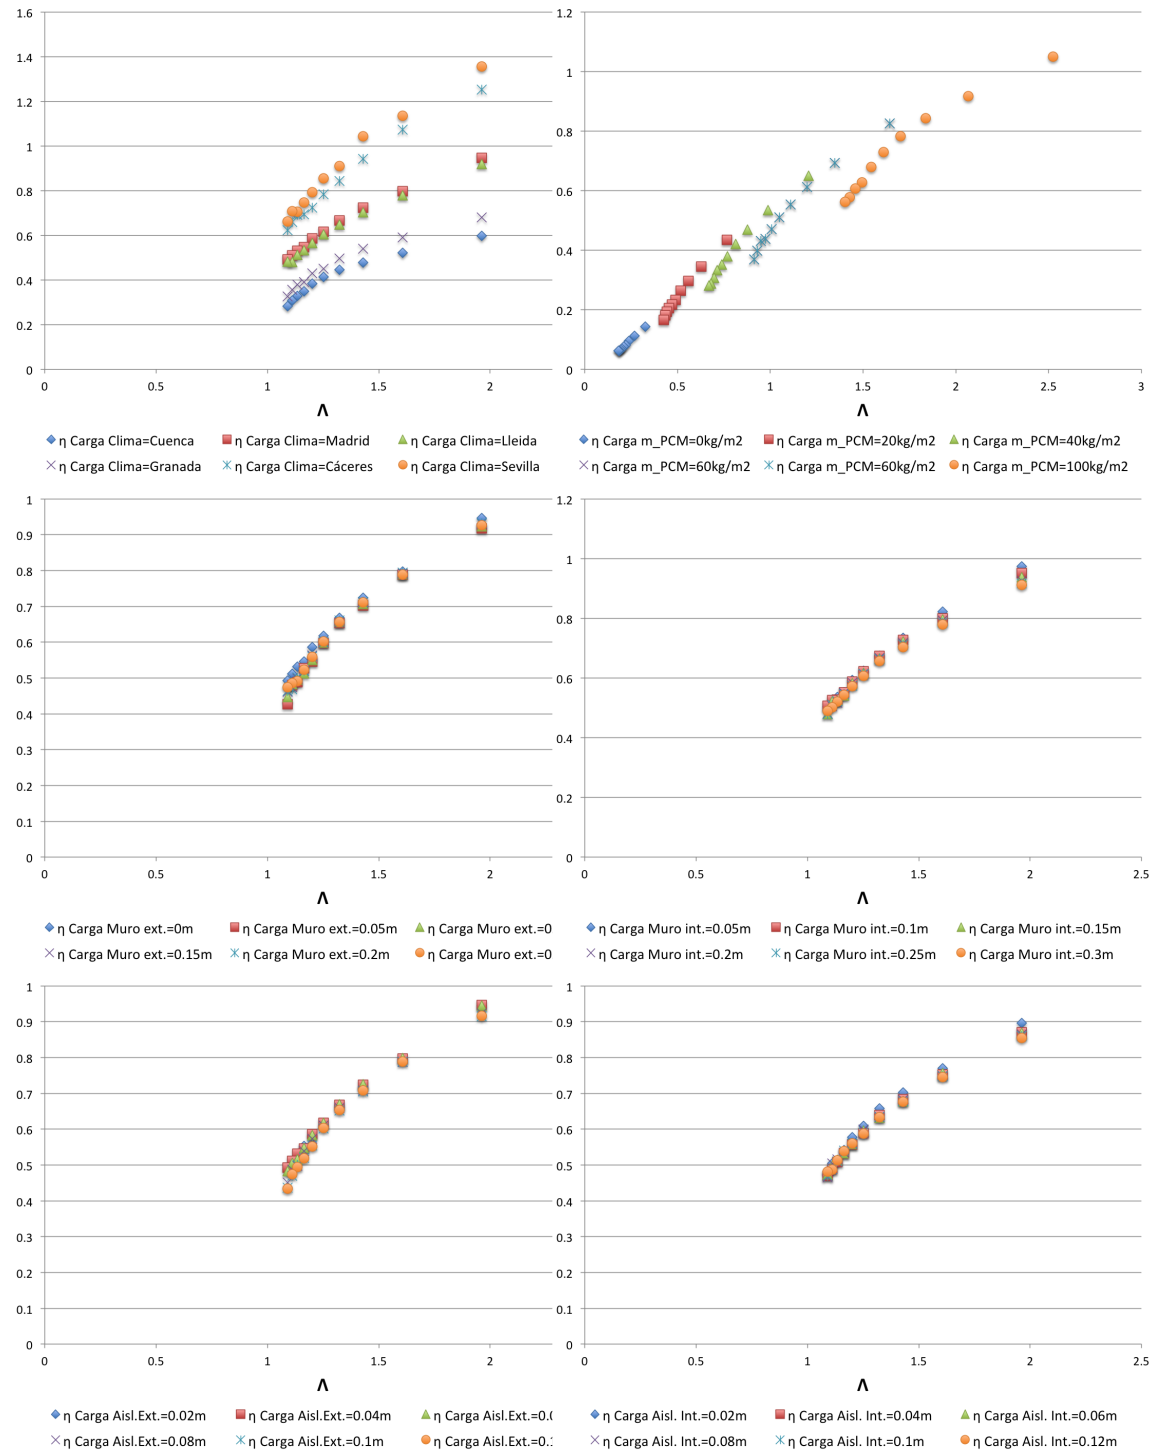 1.6
1.4
1.2
1
0.8
0.6
0.4
0.2
0
0 0.5 1 1.5 2
Λ
η Carga Clima=Cuenca η Carga Clima=Madrid η Carga Clima=Lleida
η Carga Clima=Granada η Carga Clima=Cáceres η Carga Clima=Sevilla
1.2
1
0.8
0.6
0.4
0.2
0
0 0.5 1 1.5 2 2.5 3
Λ
η Carga m_PCM=0kg/m2 η Carga m_PCM=20kg/m2 η Carga m_PCM=40kg/m2
η Carga m_PCM=60kg/m2 η Carga m_PCM=60kg/m2 η Carga m_PCM=100kg/m2
1
0.9
0.8
0.7
0.6
0.5
0.4
0.3
0.2
0.1
0
0 0.5 1 1.5 2
Λ
η Carga Muro ext.=0m η Carga Muro ext.=0.05m η Carga Muro ext.=0
η Carga Muro ext.=0.15m η Carga Muro ext.=0.2m η Carga Muro ext.=0
1.2
1
0.8
0.6
0.4
0.2
0
0 0.5 1 1.5 2 2.5
Λ
η Carga Muro int.=0.05m η Carga Muro int.=0.1m η Carga Muro int.=0.15m
η Carga Muro int.=0.2m η Carga Muro int.=0.25m η Carga Muro int.=0.3m
1
0.9
0.8
0.7
0.6
0.5
0.4
0.3
0.2
0.1
0
0 0.5 1 1.5 2
Λ
η Carga Aisl.Ext.=0.02m η Carga Aisl.Ext.=0.04m η Carga Aisl.Ext.=0.0
η Carga Aisl.Ext.=0.08m η Carga Aisl.Ext.=0.1m η Carga Aisl.Ext.=0.1
1
0.9
0.8
0.7
0.6
0.5
0.4
0.3
0.2
0.1
0
0 0.5 1 1.5 2 2.5
Λ
η Carga Aisl. Int.=0.02m η Carga Aisl. Int.=0.04m η Carga Aisl. Int.=0.06m
η Carga Aisl. Int.=0.08m η Carga Aisl. Int.=0.1m η Carga Aisl. Int.=0.12m